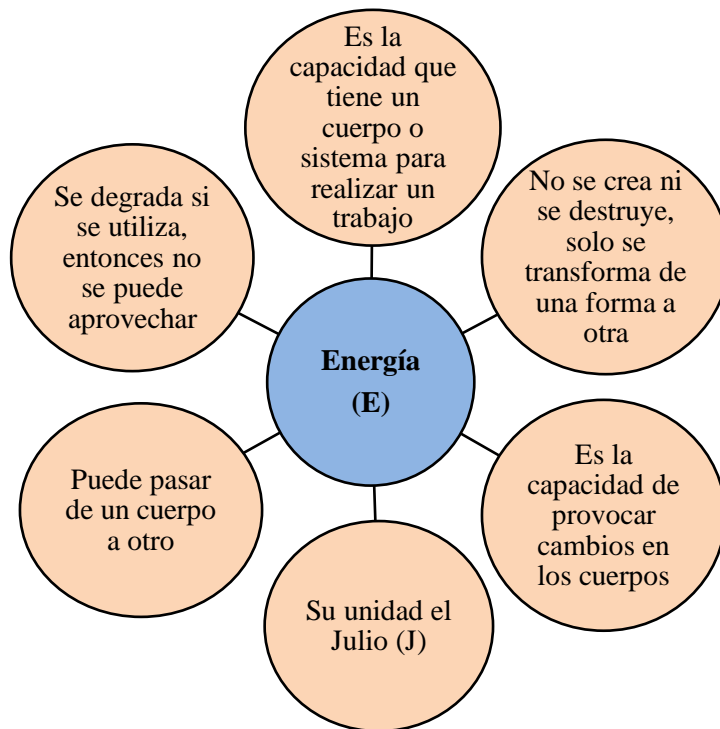 Es la
capacidad que
tiene un
cuerpo o
sistema para
realizar un
trabajo
No se crea ni
se destruye,
solo se
transforma de
una forma a
otra
Es la
capacidad de
provocar
cambios en
los cuerpos
Su unidad el
Julio (J)
Puede pasar
de un cuerpo
a otro
Se degrada si
se utiliza,
entonces no
se puede
aprovechar
Energía
(E)